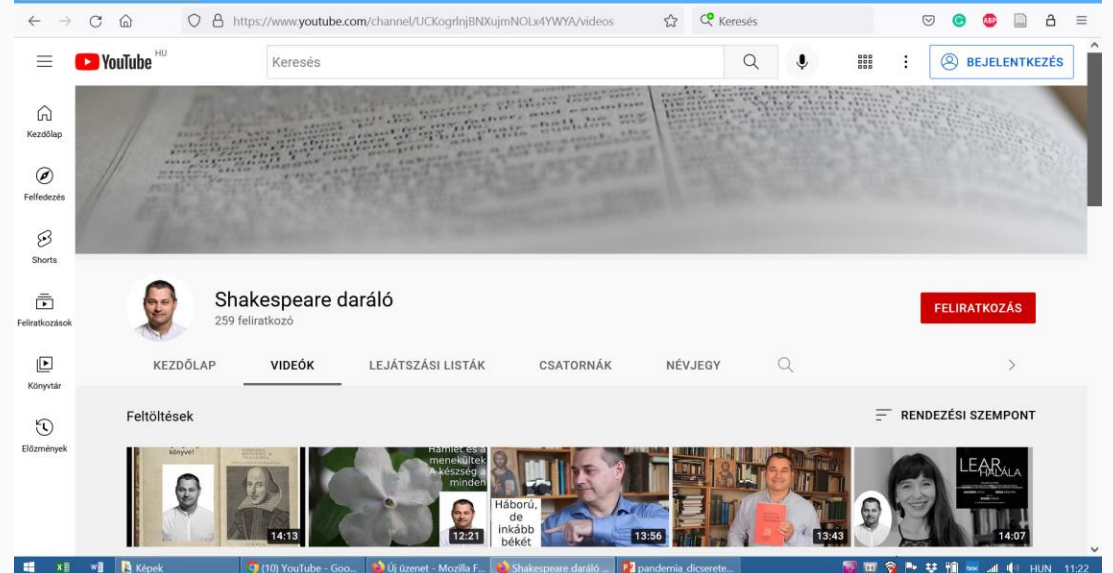 https://www.youtube.com/channel/UCKogrlnjBNXujmNOLx4YWYA/videos
Keresés
ABP
YouTube HU
Keresés
BEJELENTKEZÉS
Kezdőlap
Felfedezés
Shorts
Feliratkozások
Könyvtár
Előzmények
Shakespeare daráló
259 feliratkozó
FELIRATKOZÁS
KEZDŐLAP VIDEÓK LEJÁTSZÁSI LISTÁK CSATORNÁK NÉVJEGY
Feltöltések
RENDEZÉSI SZEMPONT
könyvet
14:13
Hamlet és a
menekültek
A készség a
minden
12:21
Háború,
de
inkább
békét
13:56
13:43
LEAR
HALÁLA
14:07
Képek
(10) YouTube - Goo...
Új üzenet - Mozilla F...
Shakespeare daráló ...
pandemia_dicserete...
HUN 11:22